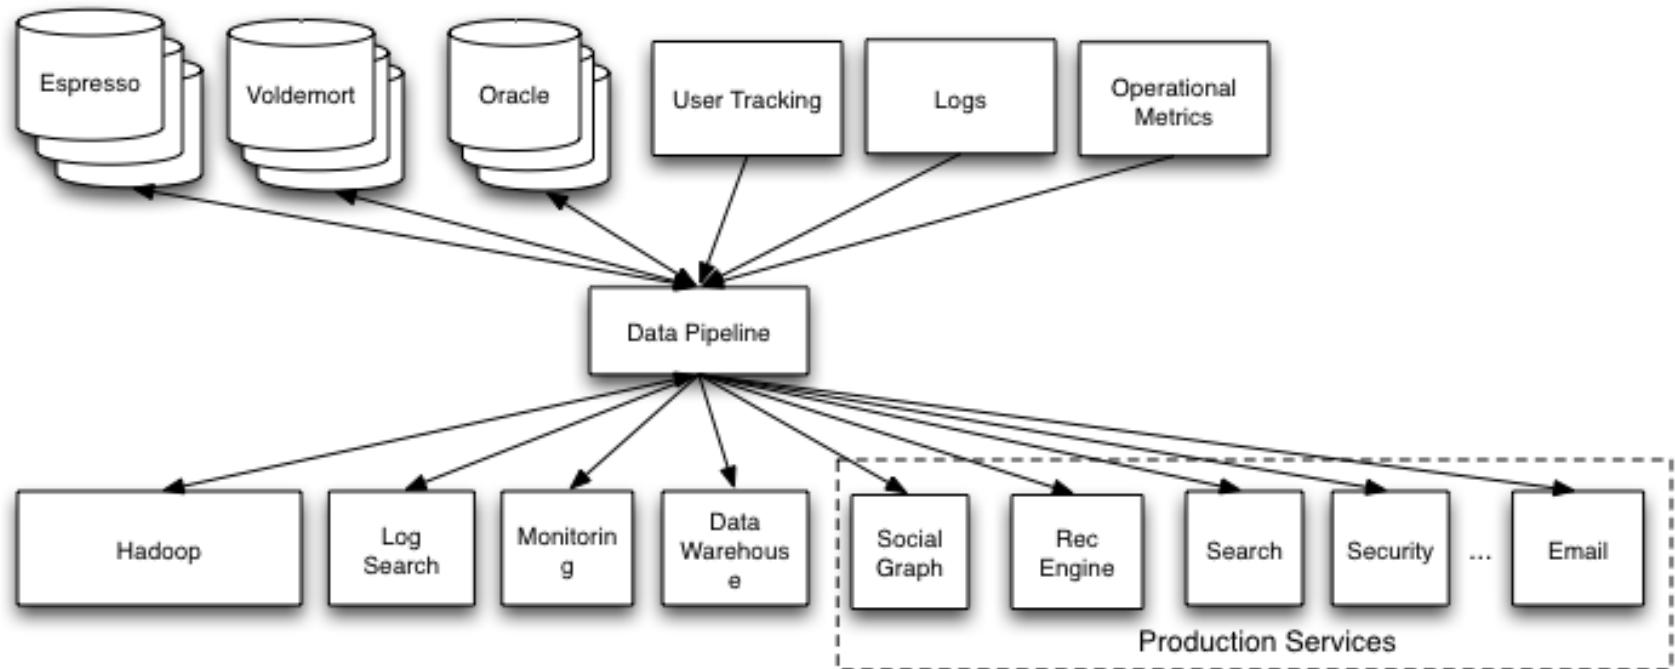 Espresso
Voldemort
Oracle
User Tracking
Logs
Operational
Metrics
Data Pipeline
Hadoop
Log
Search
Monitorin
g
Data
Warehous
e
Social
Graph
Rec
Engine
Search
Security
...
Email
Production Services